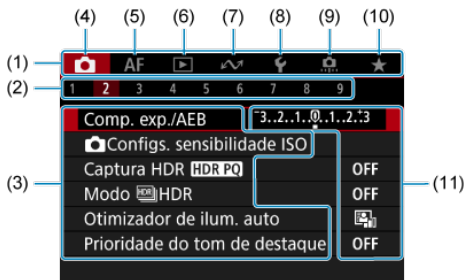 (4) (5) (6) (7) (8) (9) (10)
(1) AF
(2) 1 2 3 4 5 6 7 8 9
Comp. exp./AEB -3..2..1..0..1..2..+3
Configs. sensibilidade ISO
(3) Captura HDR HDR PQ OFF (11)
Modo HDR HDR OFF
Otimizador de ilum. auto
Prioridade do tom de destaque OFF